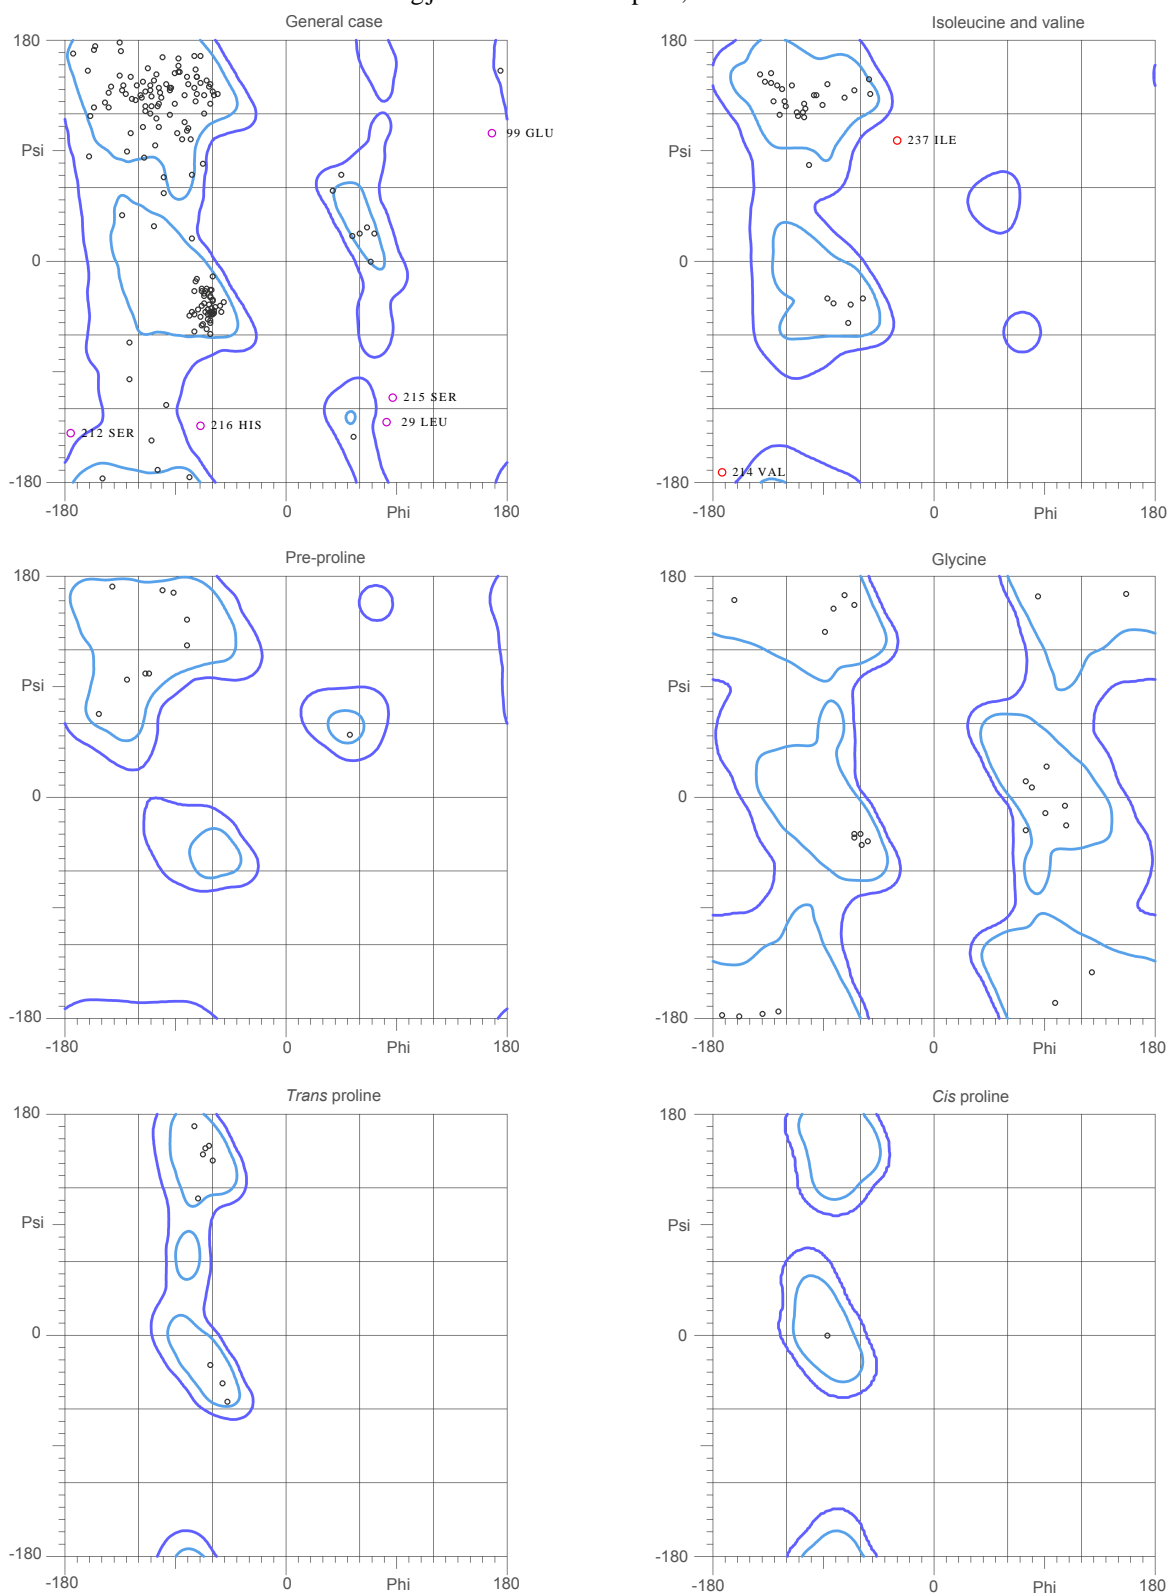 General case
Isoleucine and valine
180
Psi
0
-180
-180
0
Phi
180
99 GLU
215 SER
29 LEU
212 SER
216 HIS
180
Psi
0
-180
-180
0
Phi
180
237 ILE
214 VAL
Pre-proline
Glycine
180
Psi
0
-180
-180
0
Phi
180
180
Psi
0
-180
-180
0
Phi
180
Trans proline
Cis proline
180
Psi
0
-180
-180
0
Phi
180
180
Psi
0
-180
-180
0
Phi
180